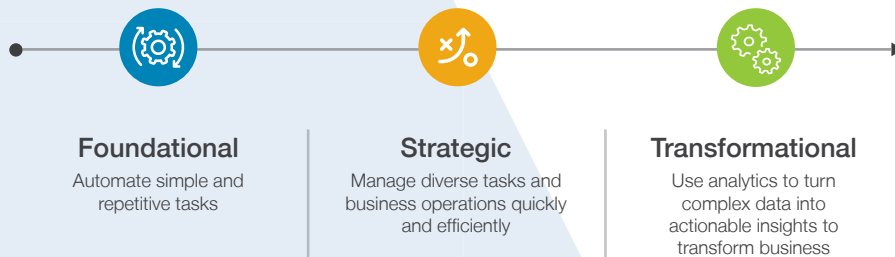 Foundational
Automate simple and
repetitive tasks
Strategic
Manage diverse tasks and
business operations quickly
and efficiently
Transformational
Use analytics to turn
complex data into
actionable insights to
transform business